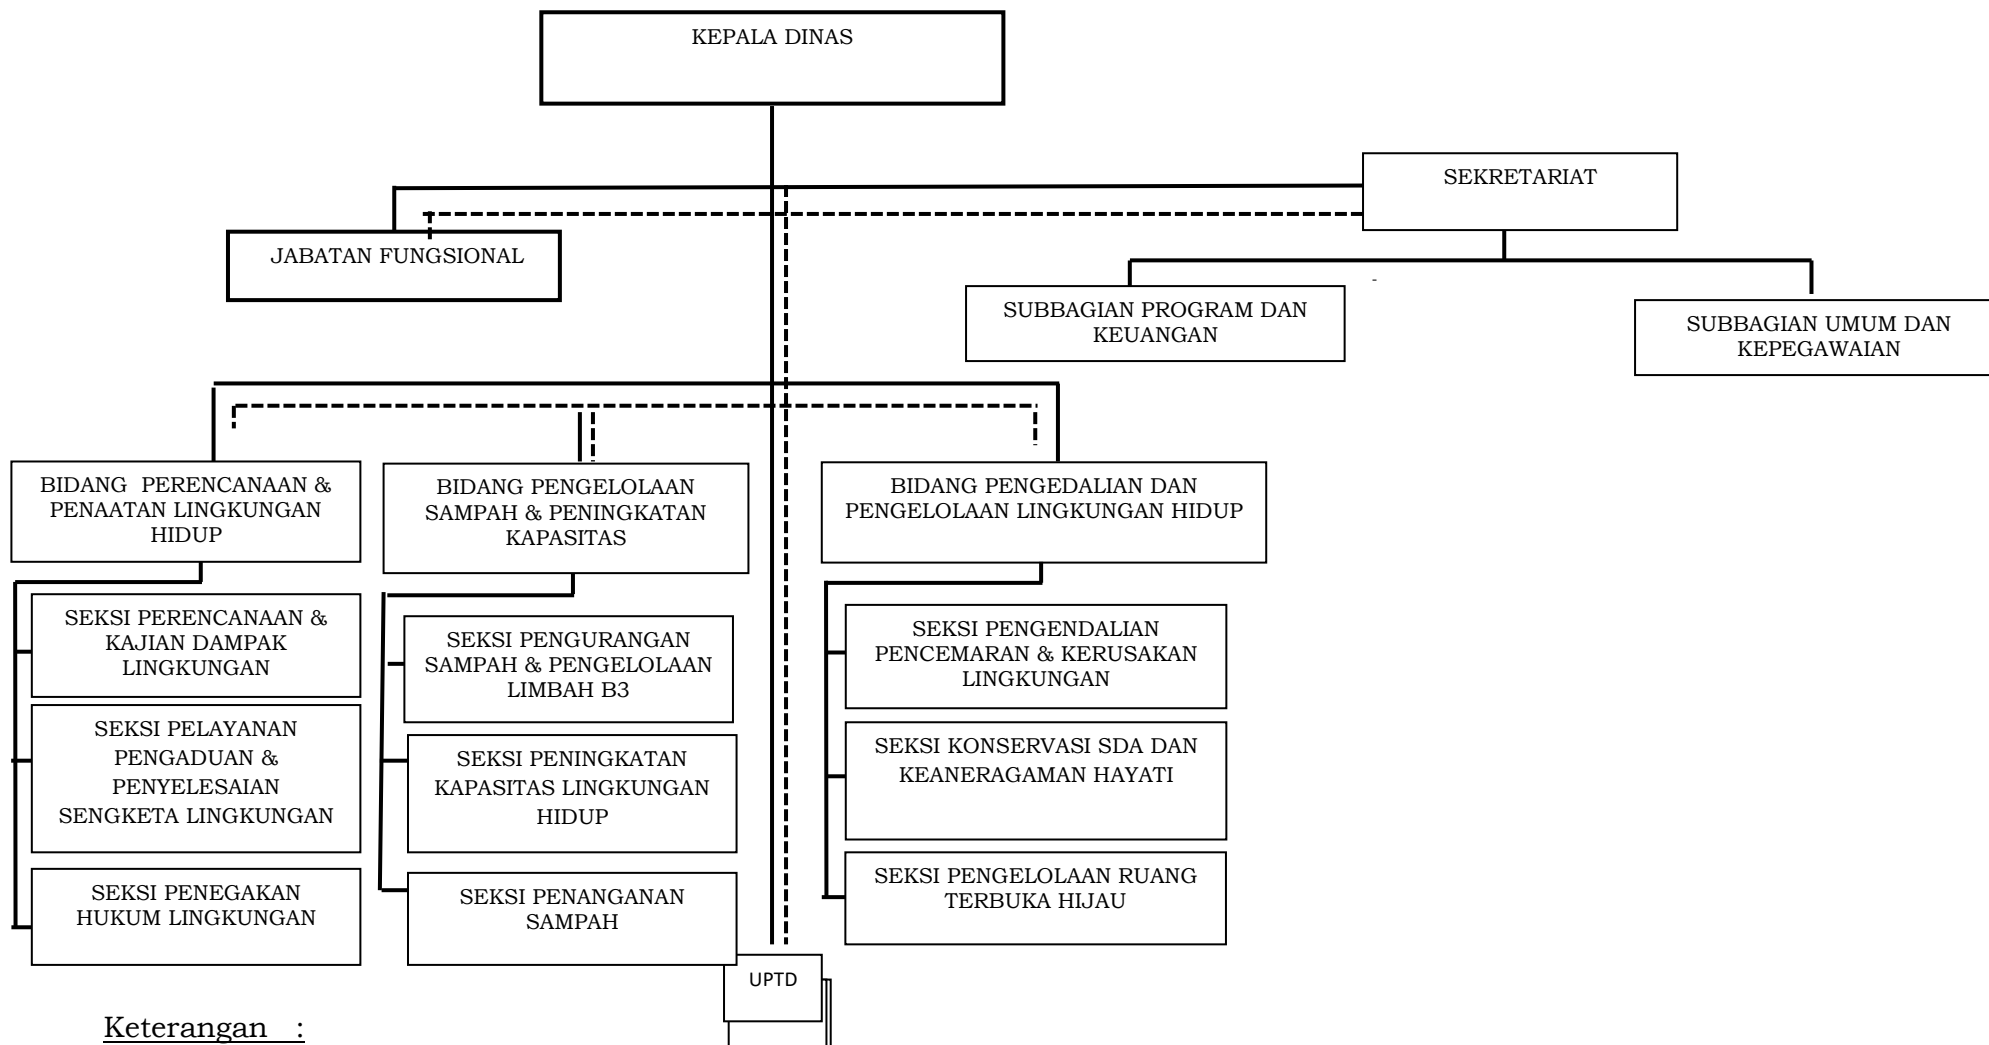 KEPALA DINAS
SEKRETARIAT
JABATAN FUNGSIONAL
-
SUBBAGIAN PROGRAM DAN
KEUANGAN
SUBBAGIAN UMUM DAN
KEPEGAWAIAN
BIDANG PERENCANAAN &
PENAATAN LINGKUNGAN
HIDUP
BIDANG PENGELOLAAN
SAMPAH & PENINGKATAN
KAPASITAS
BIDANG PENGEDALIAN DAN
PENGELOLAAN LINGKUNGAN HIDUP
SEKSI PERENCANAAN &
KAJIAN DAMPAK
LINGKUNGAN
SEKSI PELAYANAN
PENGADUAN &
PENYELESAIAN
SENGKETA LINGKUNGAN
SEKSI PENEGAKAN
HUKUM LINGKUNGAN
SEKSI PENGURANGAN
SAMPAH & PENGELOLAAN
LIMBAH B3
SEKSI PENINGKATAN
KAPASITAS LINGKUNGAN
HIDUP
SEKSI PENANGANAN
SAMPAH
SEKSI PENGENDALIAN
PENCEMARAN & KERUSAKAN
LINGKUNGAN
SEKSI KONSERVASI SDA DAN
KEANERAGAMAN HAYATI
SEKSI PENGELOLAAN RUANG
TERBUKA HIJAU
UPTD
Keterangan :